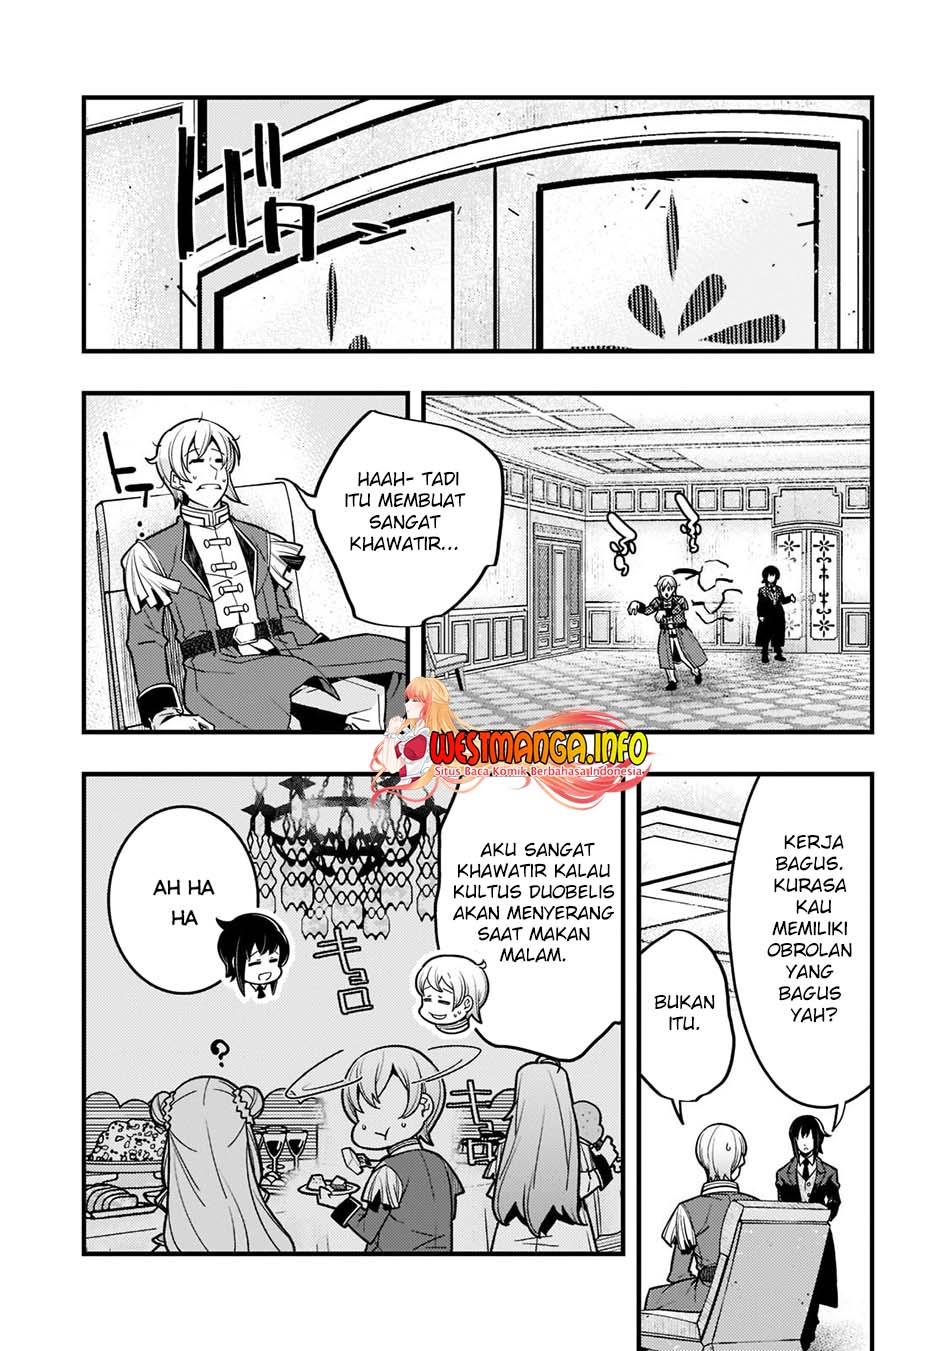 バタン
HAAH- TADI
ITU MEMBUAT
SANGAT
KHAWATIR...
WESTMANGA.INFO
Situs Baca Komik Berbahasa Indonesia
KERJA
BAGUS.
KURASA
KAU
MEMILIKI
OBROLAN
YANG
BAGUS
YAH?
BUKAN
ITU.
AKU SANGAT
KHAWATIR KALAU
KULTUS DUOBELIS
AKAN MENYERANG
SAAT MAKAN
MALAM.
キョロ
キョロ
AH HA
HA
?